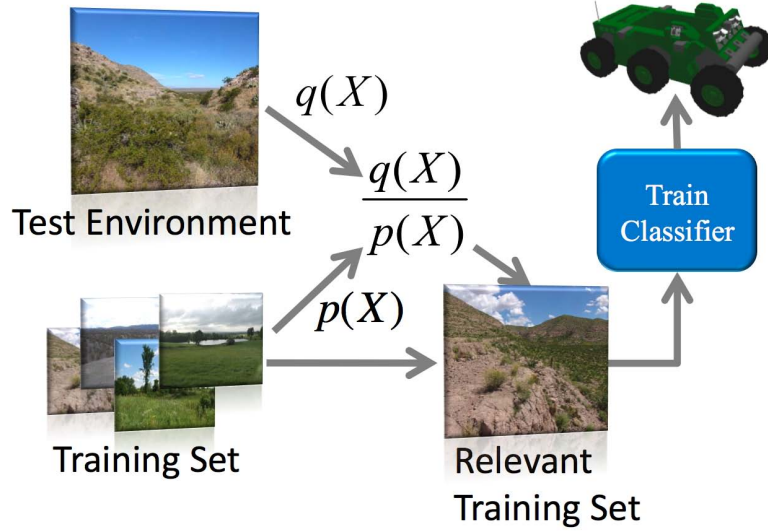 q(X)
q(X)
p(X)
Test Environment
Train
Classifier
p(X)
Training Set
Relevant
Training Set